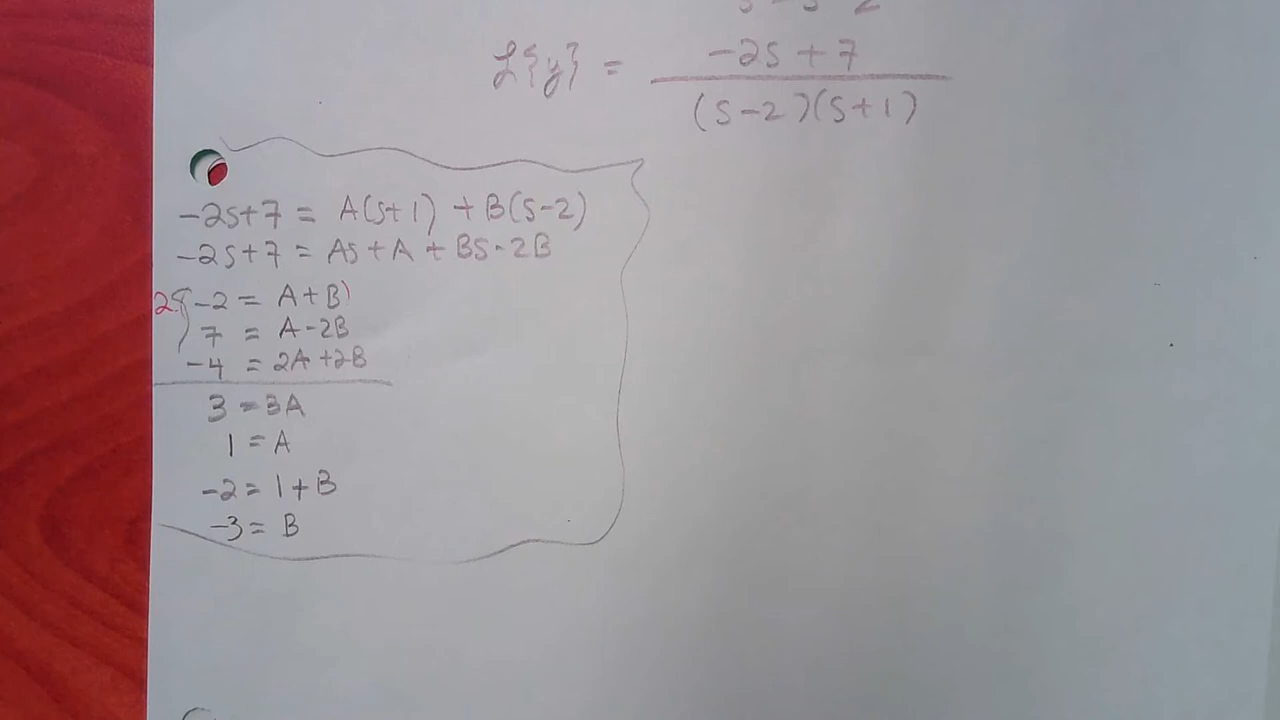 ℒ{y} = -2s+7 / (s-2)(s+1)
-2s+7 = A(s+1) + B(s-2)
-2s+7 = As+A + Bs-2B
2( -2 = A+B)
7 = A-2B
-4 = 2A+2B
3 = 3A
1 = A
-2 = 1+B
-3 = B